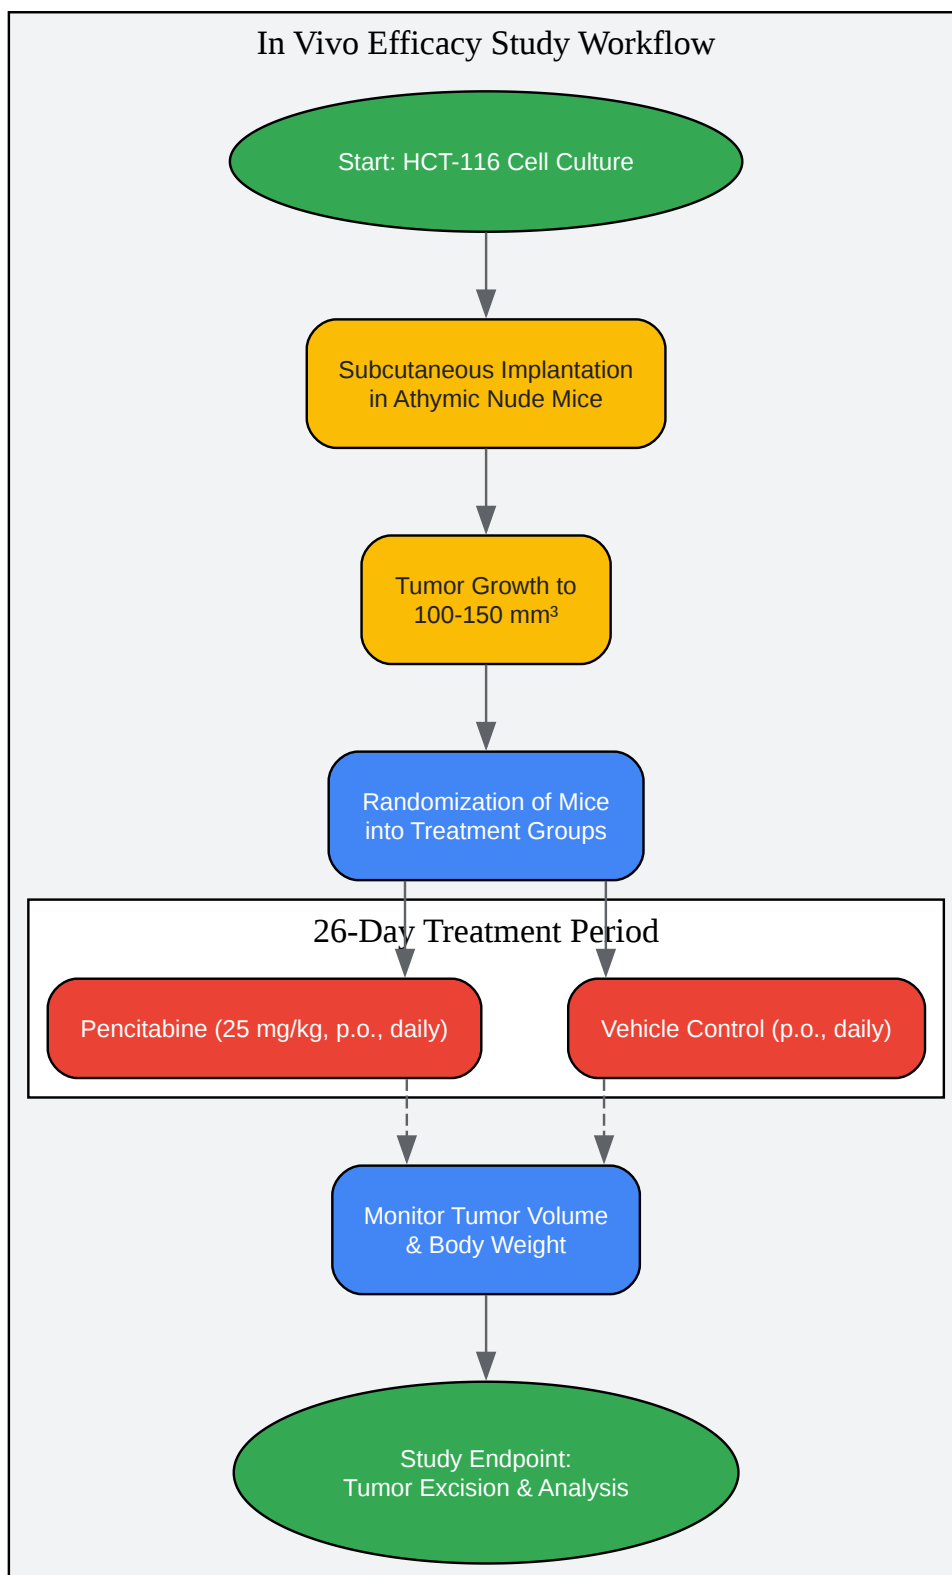 In Vivo Efficacy Study Workflow
Start: HCT-116 Cell Culture
Subcutaneous Implantation
in Athymic Nude Mice
Tumor Growth to
100-150 mm³
Randomization of Mice
into Treatment Groups
26-Day Treatment Period
Pencitabine (25 mg/kg, p.o., daily)
Vehicle Control (p.o., daily)
Monitor Tumor Volume
& Body Weight
Study Endpoint:
Tumor Excision & Analysis